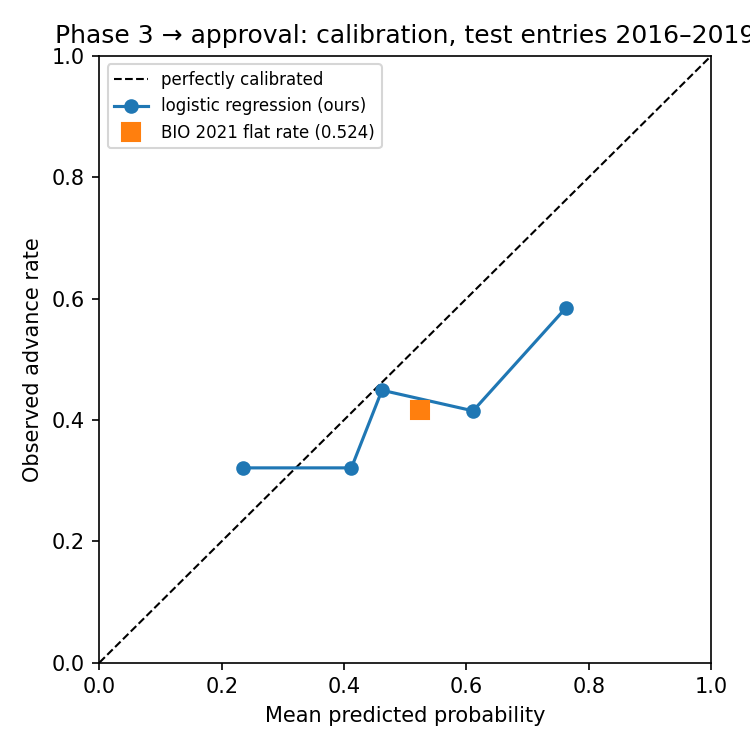 Phase 3 → approval: calibration, test entries 2016–2019
perfectly calibrated
logistic regression (ours)
BIO 2021 flat rate (0.524)
Observed advance rate
1.0
0.8
0.6
0.4
0.2
0.0
0.0 0.2 0.4 0.6 0.8 1.0
Mean predicted probability